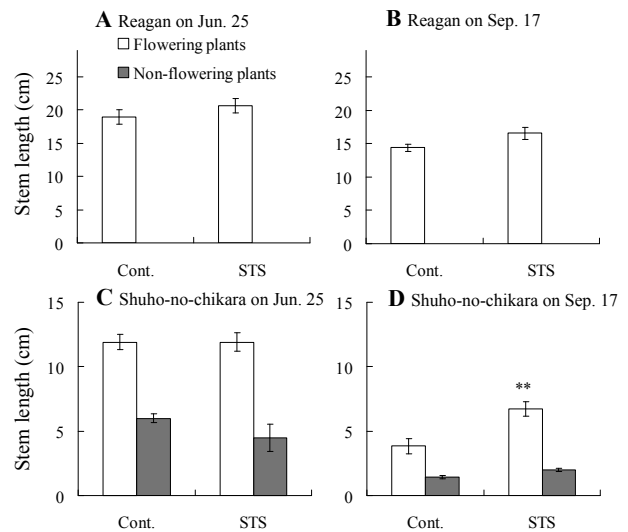 A Reagan on Jun. 25
Flowering plants
Non-flowering plants
Stem length (cm)
25
20
15
10
5
0
Cont. STS
B Reagan on Sep. 17
25
20
15
10
5
0
Cont. STS
C Shuho-no-chikara on Jun. 25
Stem length (cm)
15
10
5
0
Cont. STS
D Shuho-no-chikara on Sep. 17
**
15
10
5
0
Cont. STS